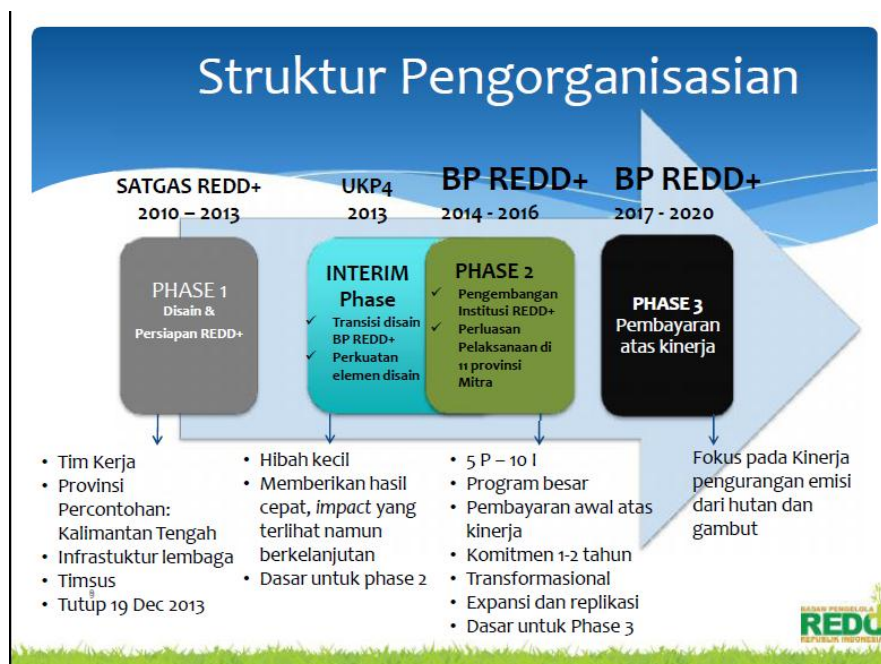 Struktur Pengorganisasian
SATGAS REDD+
2010 – 2013
UKP4
2013
BP REDD+
2014 - 2016
BP REDD+
2017 - 2020
PHASE 1
Disain &
Persiapan REDD+
INTERIM
Phase
✓ Transisi disain
BP REDD+
✓ Perkuatan
elemen disain
PHASE 2
✓ Pengembangan
Institusi REDD+
✓ Perluasan
Pelaksanaan di
11 provinsi
Mitra
PHASE 3
Pembayaran
atas kinerja
• Tim Kerja
• Provinsi
Percontohan:
Kalimantan Tengah
• Infrastuktur lembaga
• Timsus
• Tutup 19 Dec 2013
• Hibah kecil
• Memberikan hasil
cepat, impact yang
terlihat namun
berkelanjutan
• Dasar untuk phase 2
• 5 P – 10 I
• Program besar
• Pembayaran awal atas
kinerja
• Komitmen 1-2 tahun
• Transformasional
• Expansi dan replikasi
• Dasar untuk Phase 3
Fokus pada Kinerja
pengurangan emisi
dari hutan dan
gambut
BADAN PENGELOLA
REDD
REPUBLIK INDONESIA